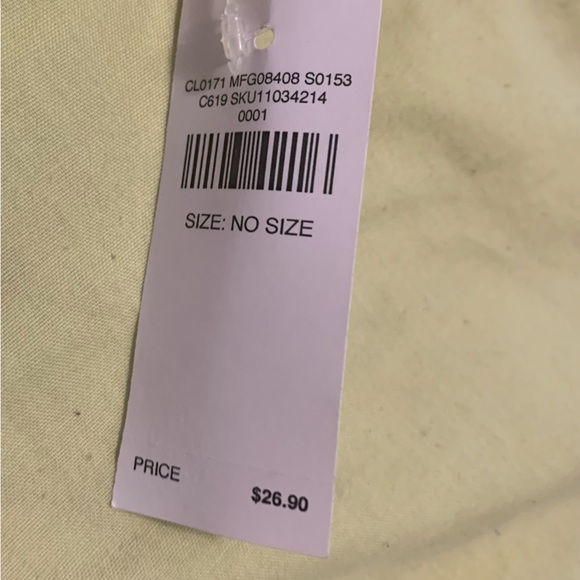 CL0171 MFG08408 S0153
C619 SKU11034214
0001
SIZE: NO SIZE
PRICE
$26.90